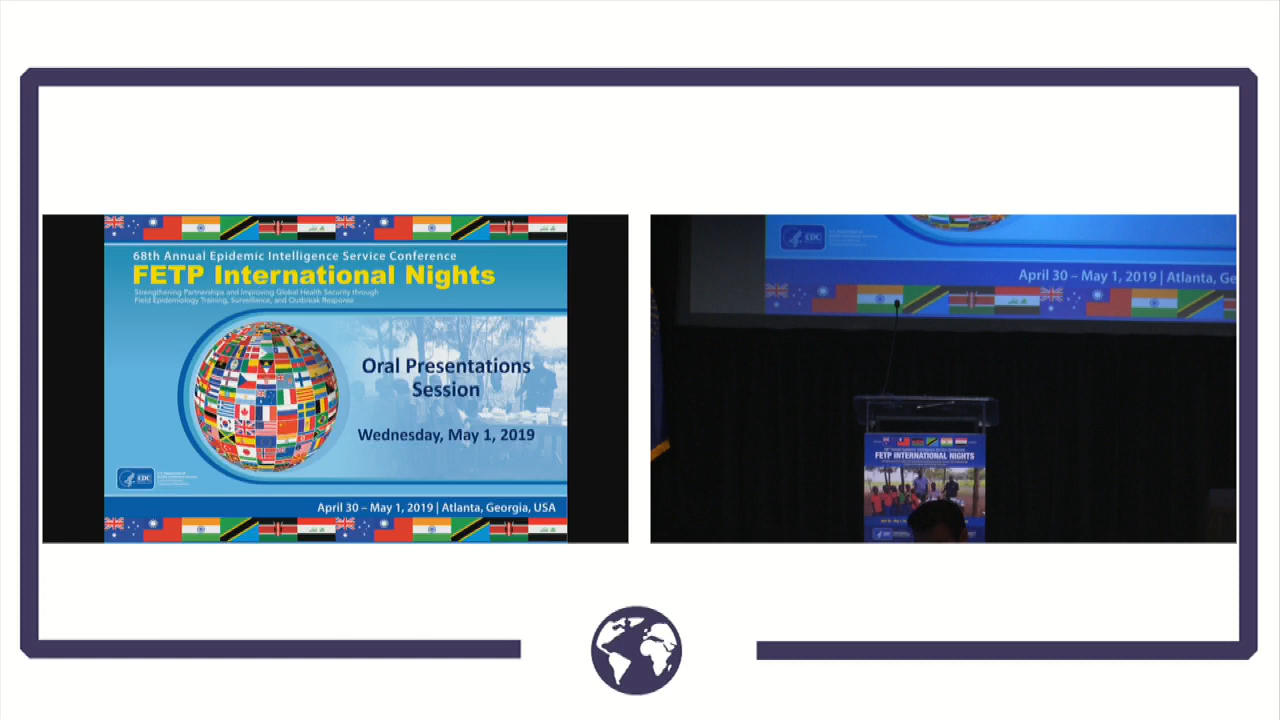 68th Annual Epidemic Intelligence Service Conference
FETP International Nights
Strengthening Partnerships and Improving Global Health Security through
Field Epidemiology Training, Surveillance, and Outbreak Response
Oral Presentations
Session
Wednesday, May 1, 2019
CDC
April 30 – May 1, 2019 | Atlanta, Georgia, USA
CDC
April 30 – May 1, 2019 | Atlanta, Ge
FETP INTERNATIONAL NIGHTS